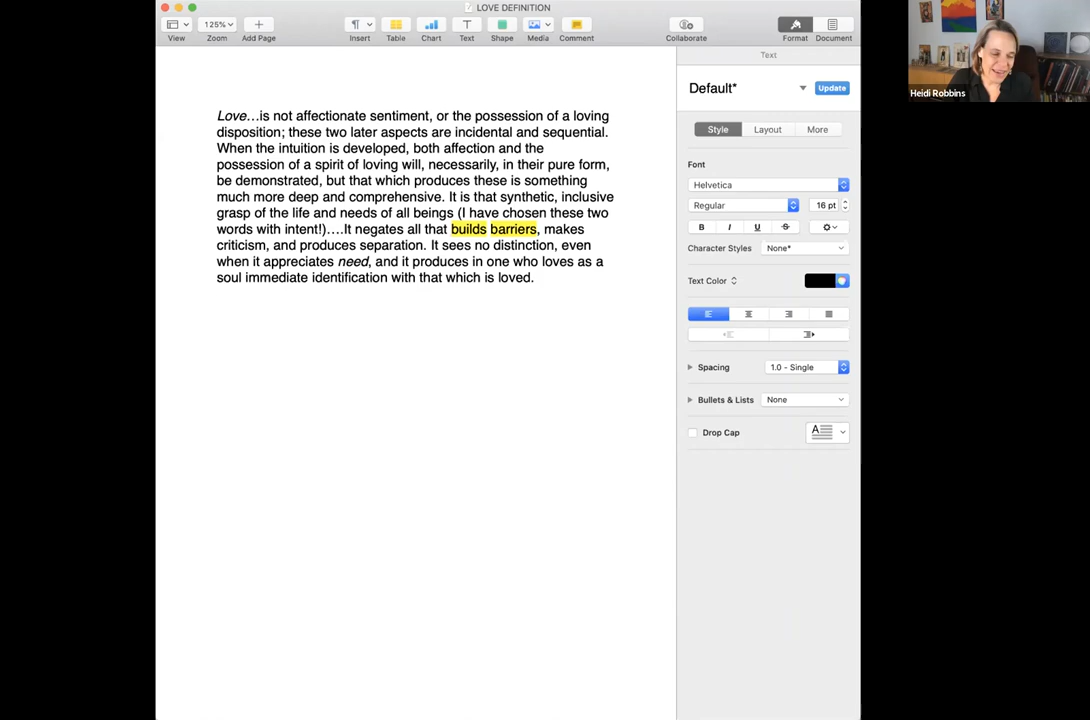 LOVE DEFINITION
125%
View
Zoom
Add Page
Insert
Table
Chart
Text
Shape
Media
Comment
Collaborate
Format
Document
Text
Default*
Update
Heidi Robbins
Love…is not affectionate sentiment, or the possession of a loving
disposition; these two later aspects are incidental and sequential.
When the intuition is developed, both affection and the
possession of a spirit of loving will, necessarily, in their pure form,
be demonstrated, but that which produces these is something
much more deep and comprehensive. It is that synthetic, inclusive
grasp of the life and needs of all beings (I have chosen these two
words with intent!)….It negates all that builds barriers, makes
criticism, and produces separation. It sees no distinction, even
when it appreciates need, and it produces in one who loves as a
soul immediate identification with that which is loved.
Style
Layout
More
Font
Helvetica
Regular
16 pt
B I U S
Character Styles
None*
Text Color
Spacing
1.0 - Single
Bullets & Lists
None
Drop Cap
A